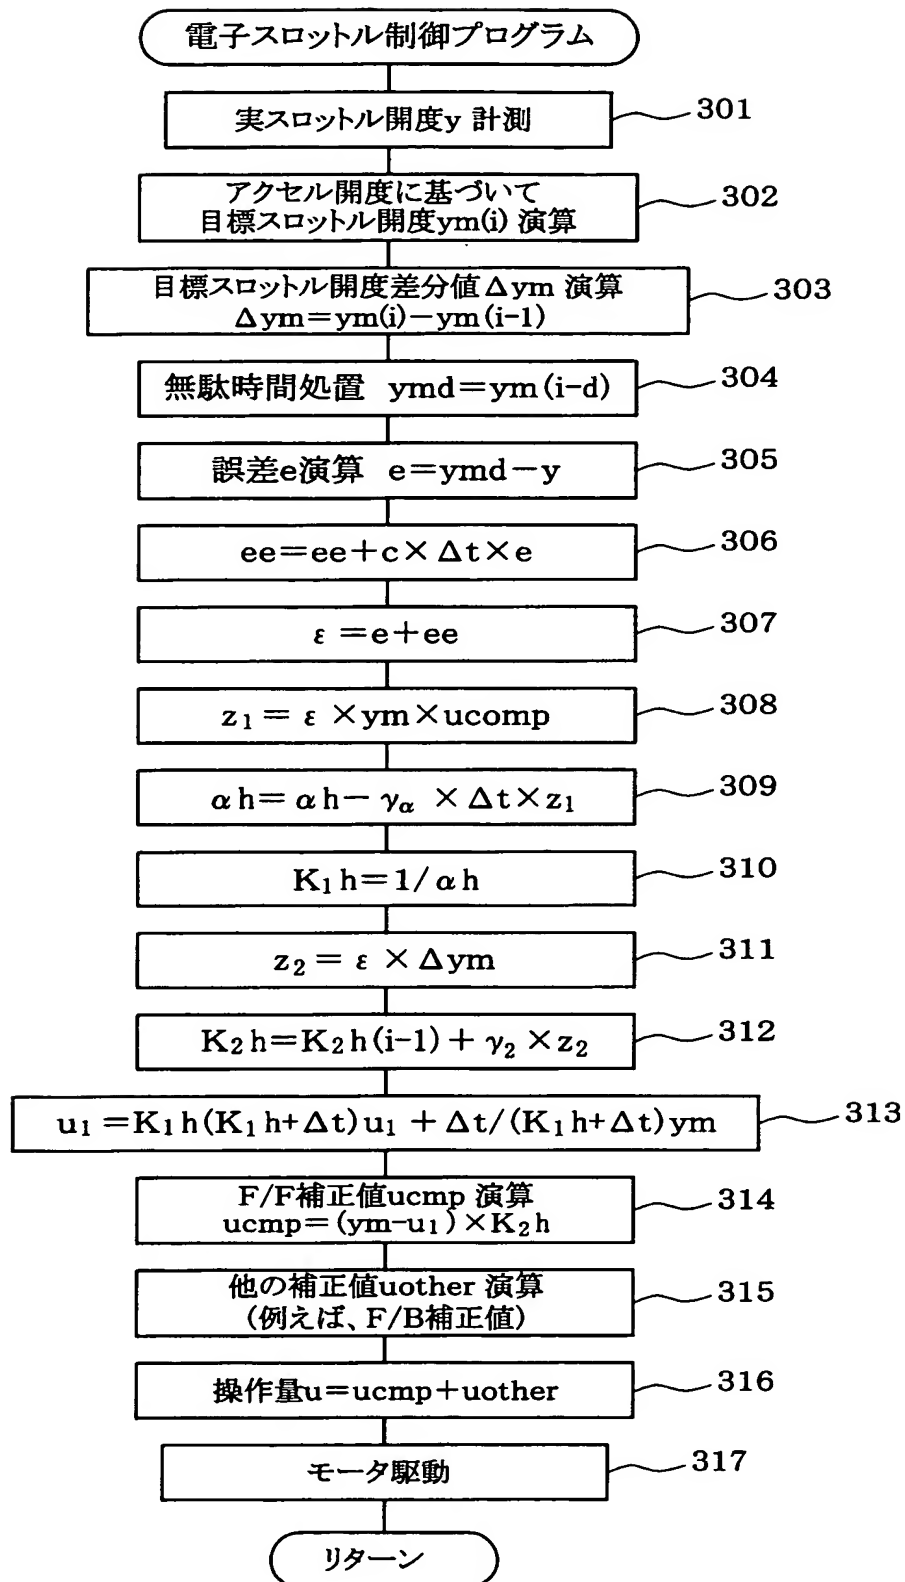 電子スロットル制御プログラム
実スロットル開度y 計測
301
アクセル開度に基づいて
目標スロットル開度ym(i) 演算
302
目標スロットル開度差分値Δym 演算
Δym=ym(i)-ym(i-1)
303
無駄時間処置 ymd=ym(i-d)
304
誤差e演算 e=ymd-y
305
ee=ee+c×Δt×e
306
ε=e+ee
307
z₁=ε×ym×ucomp
308
αh=αh-γα×Δt×z₁
309
K₁h=1/αh
310
z₂=ε×Δym
311
K₂h=K₂h(i-1)+γ₂×z₂
312
u₁=K₁h(K₁h+Δt)u₁+Δt/(K₁h+Δt)ym
313
F/F補正値ucmp 演算
ucmp=(ym-u₁)×K₂h
314
他の補正値uother 演算
(例えば、F/B補正値)
315
操作量u=ucmp+uother
316
モータ駆動
317
リターン